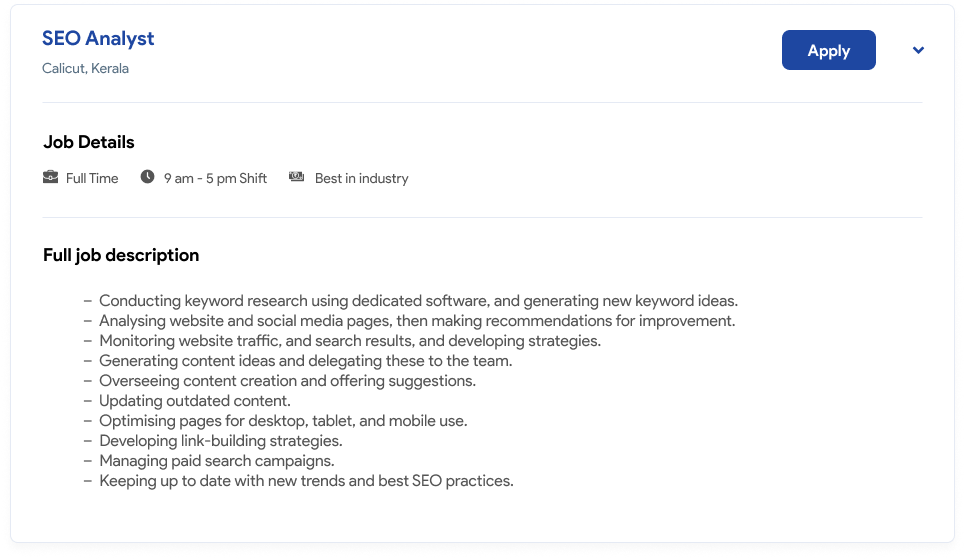 SEO Analyst
Apply
Calicut, Kerala
Job Details
Full Time 9 am - 5 pm Shift Best in industry
Full job description
– Conducting keyword research using dedicated software, and generating new keyword ideas.
– Analysing website and social media pages, then making recommendations for improvement.
– Monitoring website traffic, and search results, and developing strategies.
– Generating content ideas and delegating these to the team.
– Overseeing content creation and offering suggestions.
– Updating outdated content.
– Optimising pages for desktop, tablet, and mobile use.
– Developing link-building strategies.
– Managing paid search campaigns.
– Keeping up to date with new trends and best SEO practices.